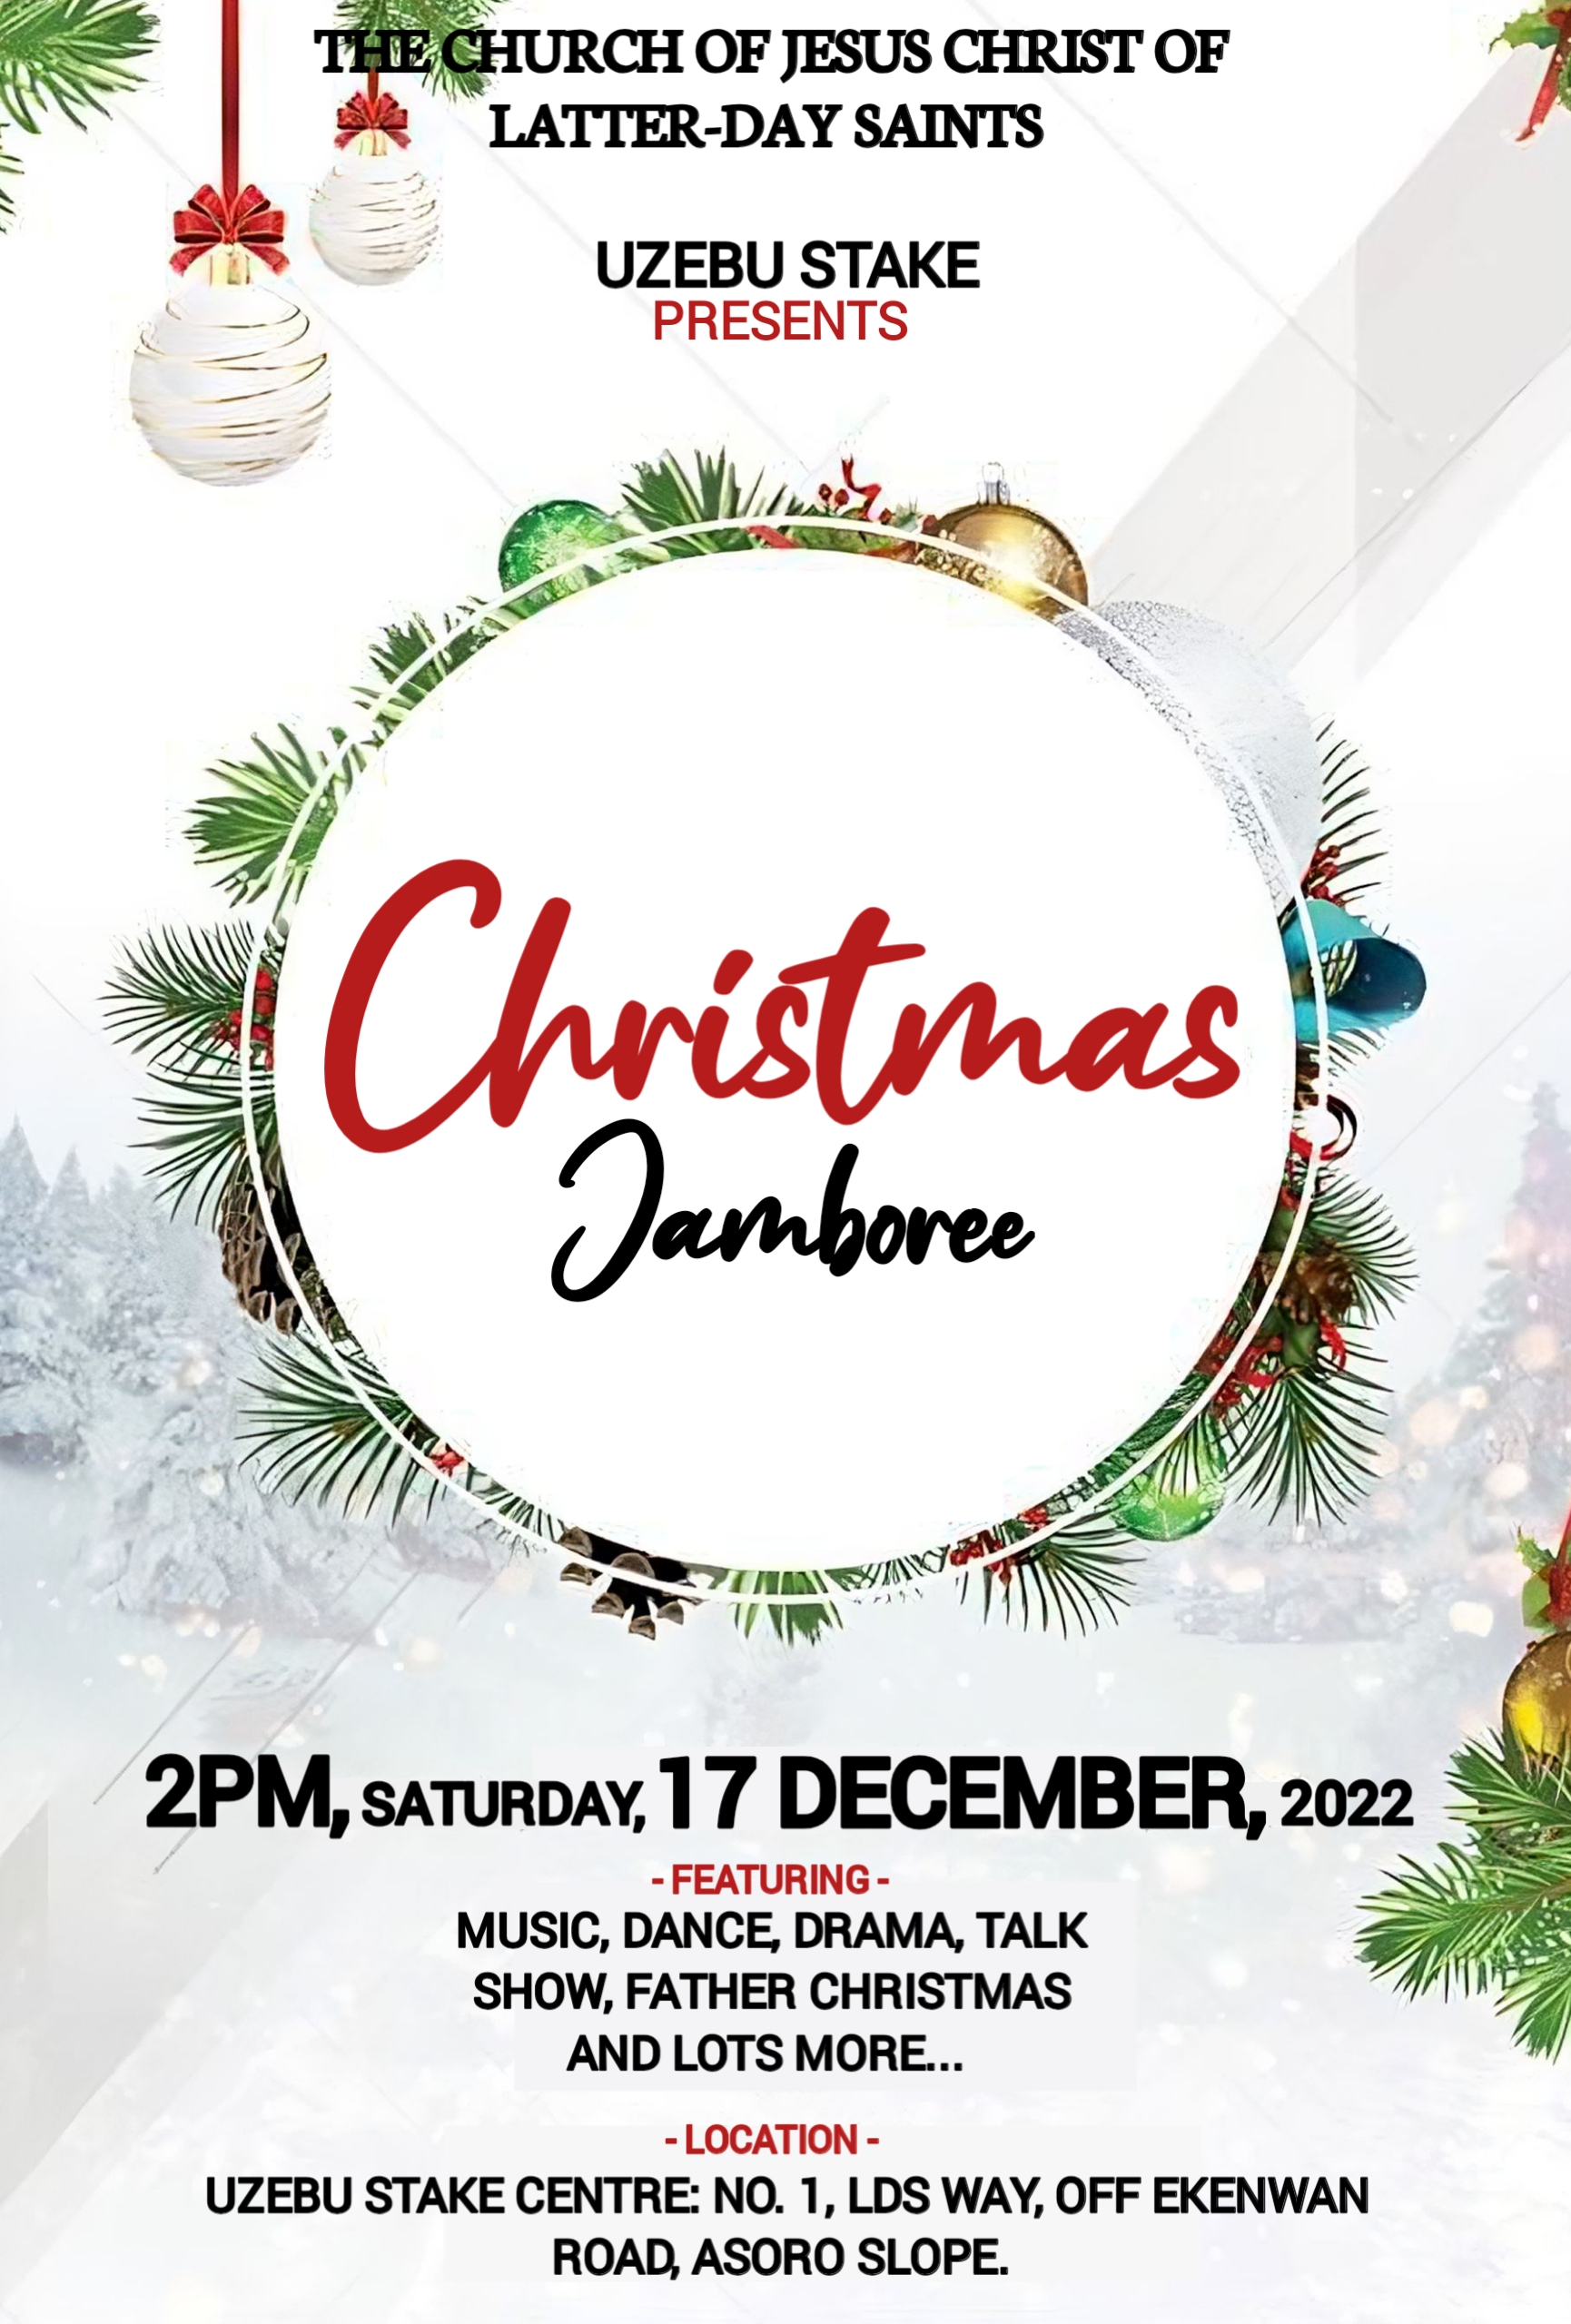 THE CHURCH OF JESUS CHRIST OF
LATTER-DAY SAINTS
UZEBU STAKE
PRESENTS
Christmas
Jamboree
2PM, SATURDAY, 17 DECEMBER, 2022
- FEATURING -
MUSIC, DANCE, DRAMA, TALK
SHOW, FATHER CHRISTMAS
AND LOTS MORE...
- LOCATION -
UZEBU STAKE CENTRE: NO. 1, LDS WAY, OFF EKENWAN
ROAD, ASORO SLOPE.